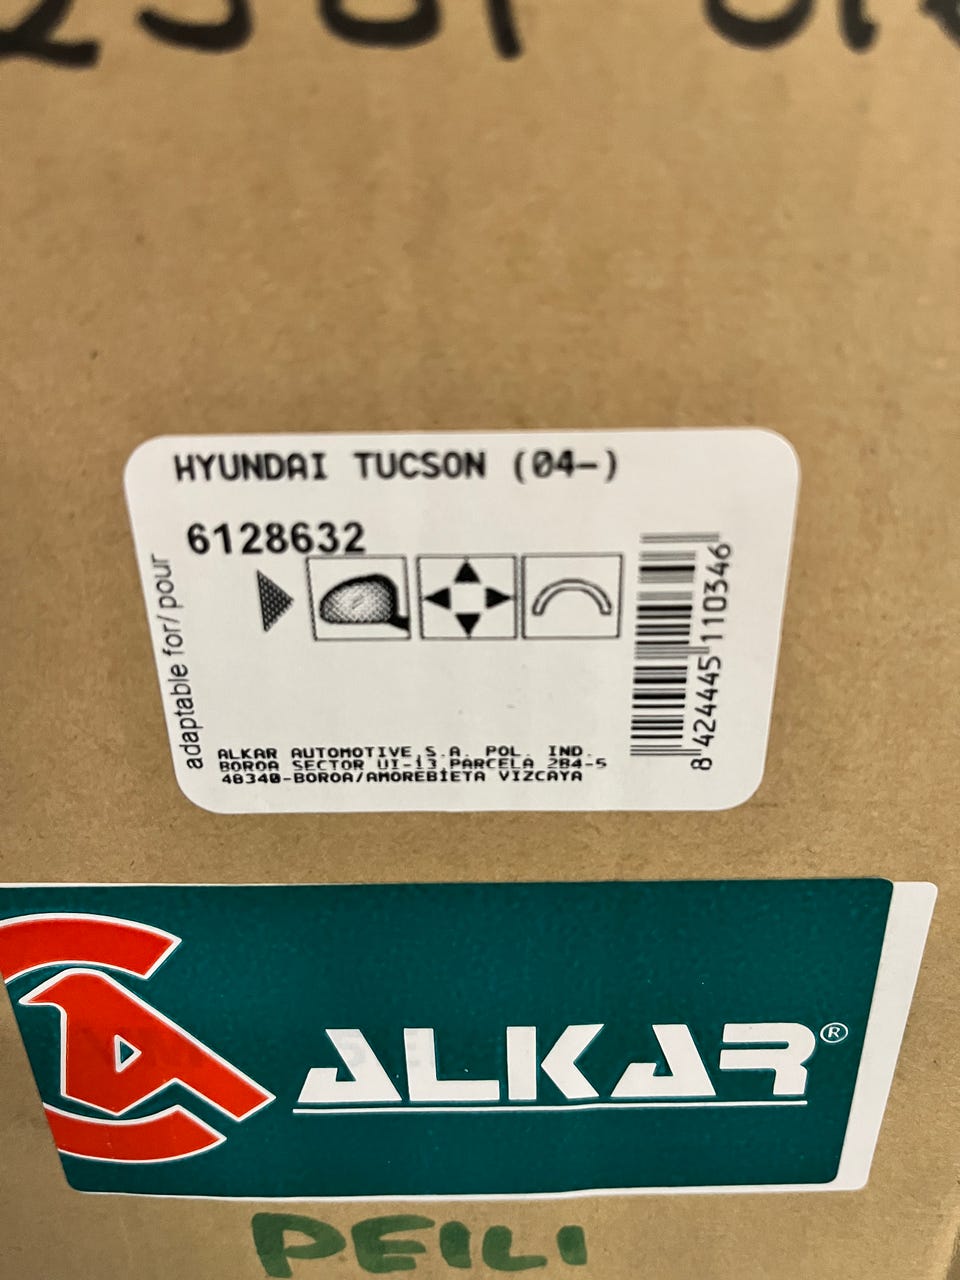 HYUNDAI TUCSON (04-)
6128632
adaptable for/pour
8 424445 110346
ALKAR AUTOMOTIVE,S.A. POL. IND.
BOROA SECTOR UI-13,PARCELA 2B4-5
48340-BOROA/AMOREBIETA VIZCAYA
ALKAR®
PEILI